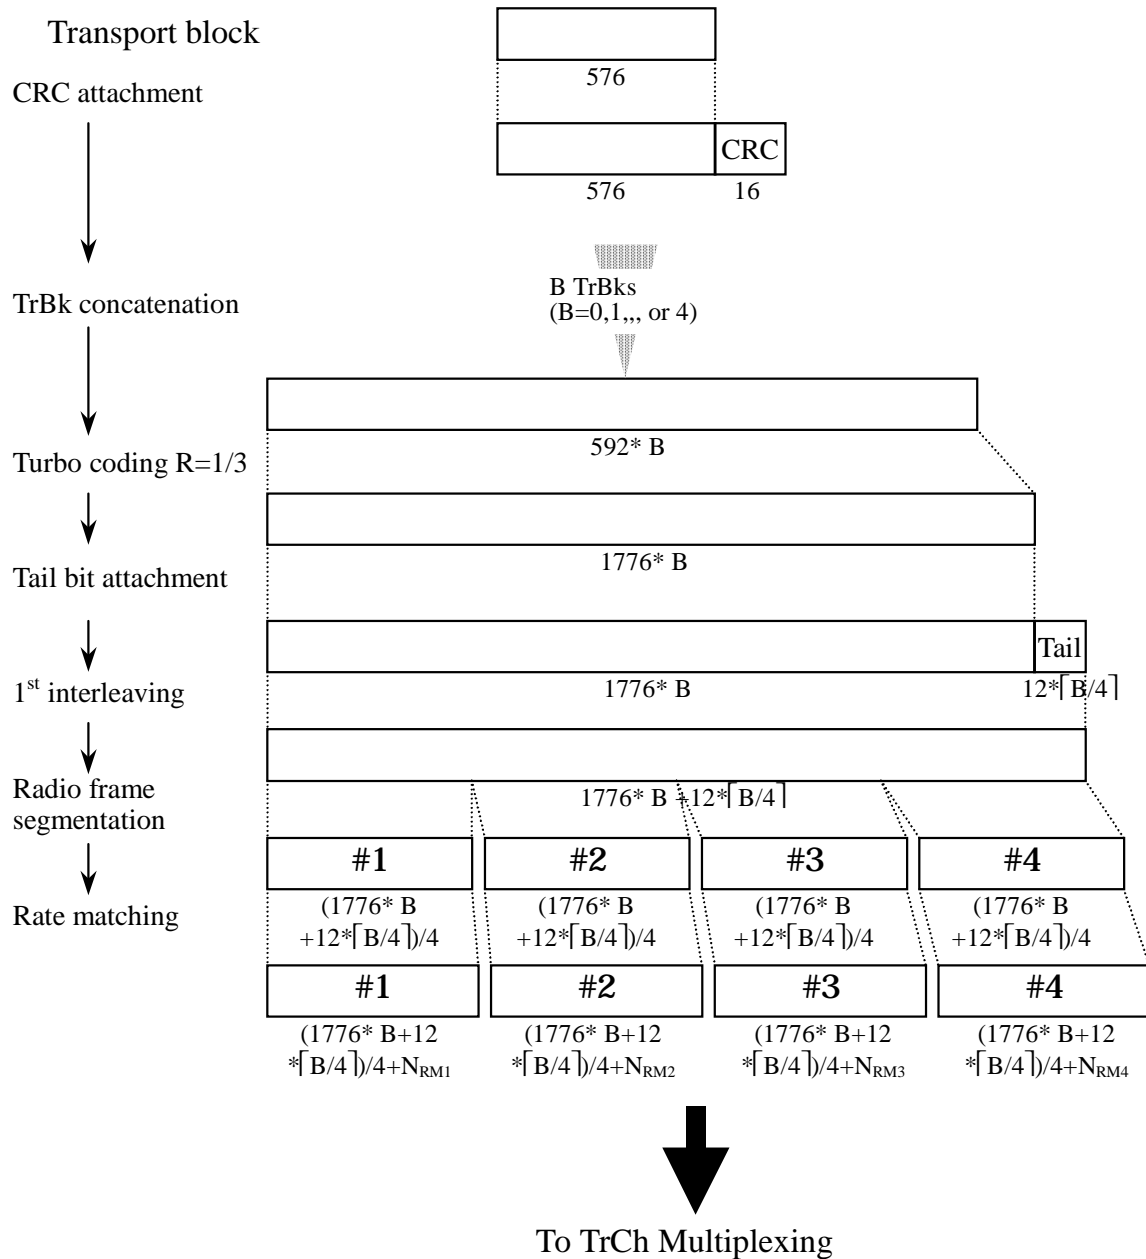 Transport block
576
CRC attachment
CRC
576 16
B TrBks
TrBk concatenation
(B=0,1,,, or 4)
592* B
Turbo coding R=1/3
1776* B
Tail bit attachment
Tail
1st interleaving
1776* B 12*⌈B/4⌉
Radio frame
segmentation
1776* B +12*⌈B/4⌉
#1 #2 #3 #4
Rate matching
(1776* B (1776* B (1776* B (1776* B
+12*⌈B/4⌉)/4 +12*⌈B/4⌉)/4 +12*⌈B/4⌉)/4 +12*⌈B/4⌉)/4
#1 #2 #3 #4
(1776* B+12 (1776* B+12 (1776* B+12 (1776* B+12
*⌈B/4⌉)/4+NRM1 *⌈B/4⌉)/4+NRM2 *⌈B/4⌉)/4+NRM3 *⌈B/4⌉)/4+NRM4
To TrCh Multiplexing